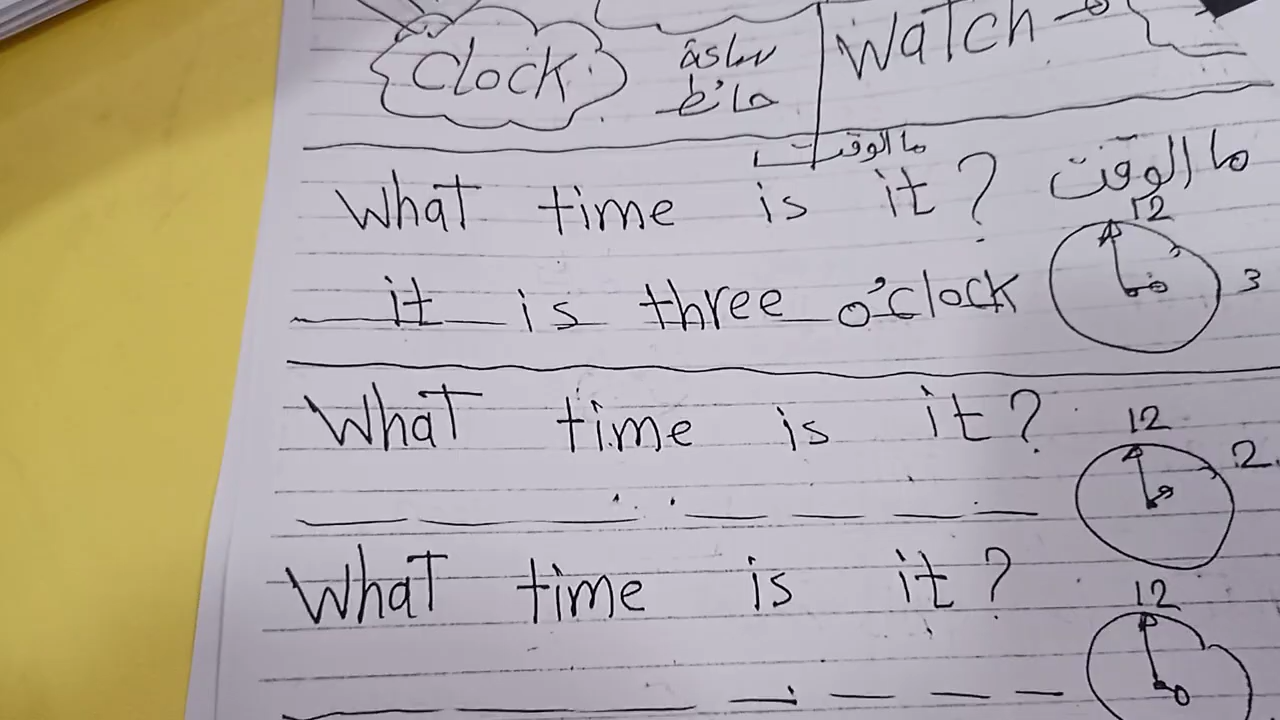 Clock ساعة حائط Watch
ما الوقت
What time is it? ما الوقت
12
it is three o'clock 3
What time is it? 12
2
What time is it? 12